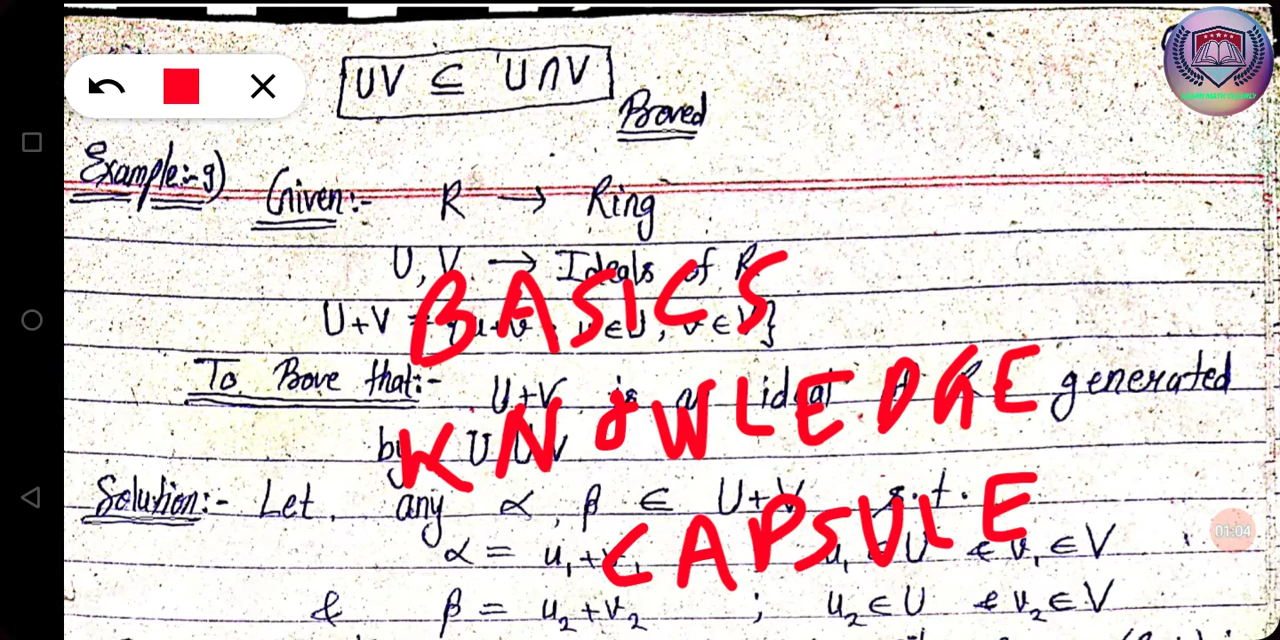 UV ⊆ U∩V
Proved
Example:- 9) Given:- R → Ring
U, V → Ideals of R
BASICS
U+V = {u+v : u∈U, v∈V}
To Prove that:- U+V is an ideal of R generated
KNOWLEDGE
by U∪V
Solution:- Let any α, β ∈ U+V s.t.
CAPSULE
α = u₁+v₁ u₁ ∈ U & v₁ ∈ V
01:04
& β = u₂+v₂ ; u₂ ∈ U & v₂ ∈ V